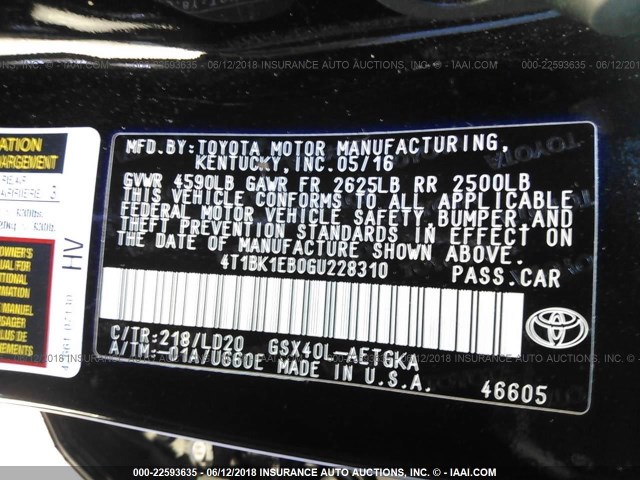 000-22593635 - 06/12/2018 INSURANCE AUTO AUCTIONS, INC. - IAAI.COM
MFD.BY: TOYOTA MOTOR MANUFACTURING,
KENTUCKY, INC. 05/16
GVWR 4590LB GAWR FR 2625LB RR 2500LB
THIS VEHICLE CONFORMS TO ALL APPLICABLE
FEDERAL MOTOR VEHICLE SAFETY, BUMPER AND
THEFT PREVENTION STANDARDS IN EFFECT ON
THE DATE OF MANUFACTURE SHOWN ABOVE.
4T1BK1EB0GU228310 PASS.CAR
C/TR: 218/LD20 GSX40L-AETGKA
A/TM: -01A/U660E MADE IN U.S.A.
46605
TOYOTA
HV
000-22593635 - 06/12/2018 INSURANCE AUTO AUCTIONS, INC. - IAAI.COM